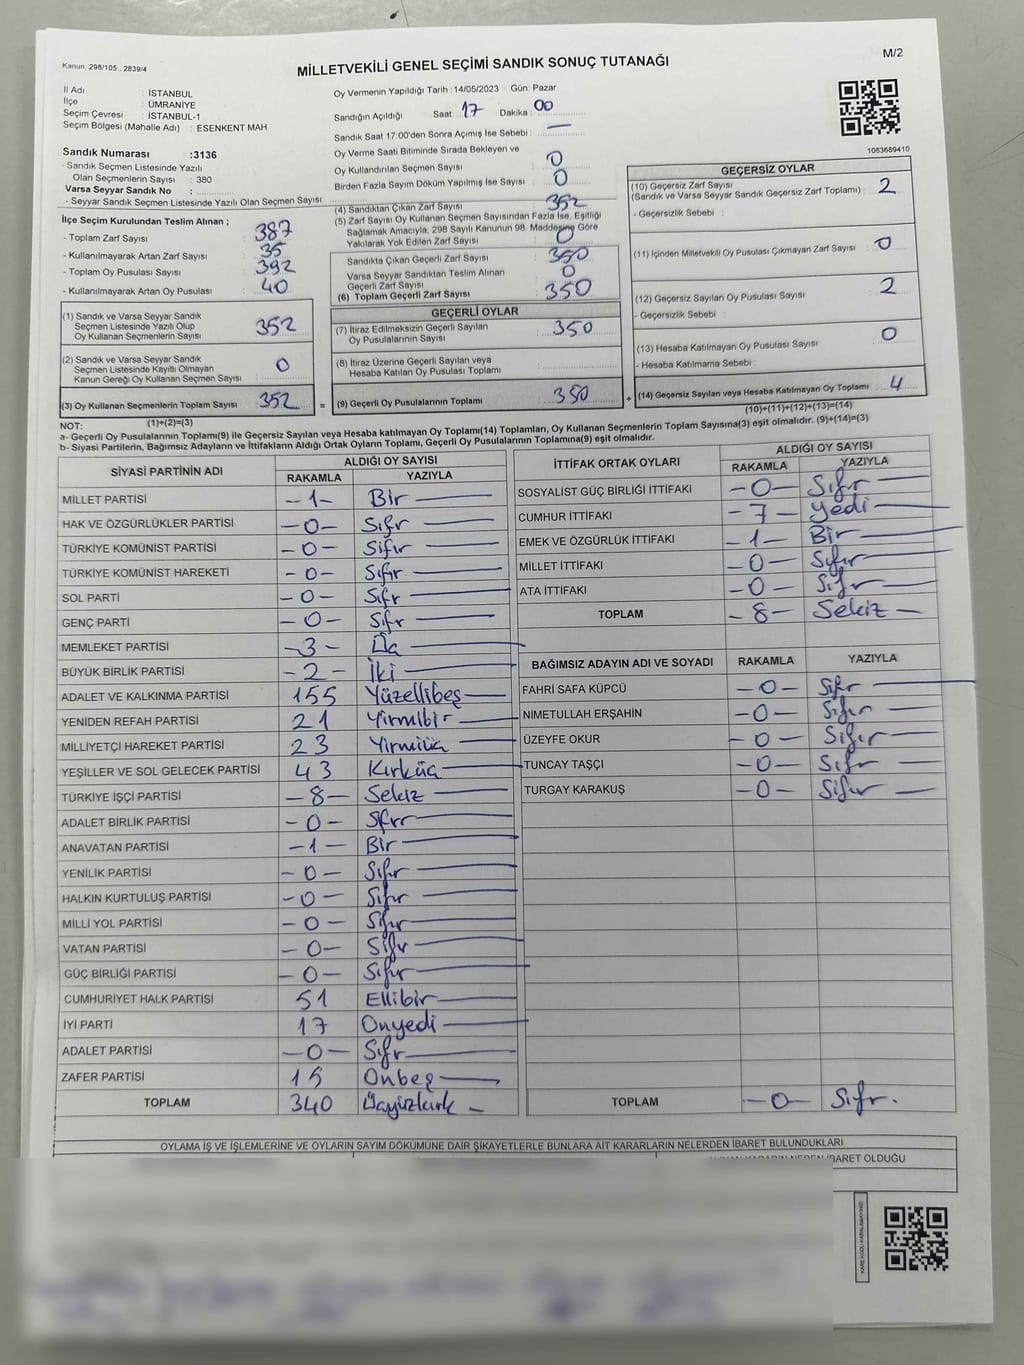 Kanun: 298/105 , 2839/4
M/2
MİLLETVEKİLİ GENEL SEÇİMİ SANDIK SONUÇ TUTANAĞI
İl Adı : İSTANBUL
İlçe : ÜMRANİYE
Seçim Çevresi : İSTANBUL-1
Seçim Bölgesi (Mahalle Adı) : ESENKENT MAH.
Sandık Numarası :3136
- Sandık Seçmen Listesinde Yazılı
Olan Seçmenlerin Sayısı : 380
Varsa Seyyar Sandık No :
- Seyyar Sandık Seçmen Listesinde Yazılı Olan Seçmen Sayısı :
Oy Vermenin Yapıldığı Tarih :14/05/2023 Gün: Pazar
Sandığın Açıldığı Saat: 17 Dakika: 00
Sandık Saat 17:00'den Sonra Açımış İse Sebebi : —
Oy Verme Saati Bitiminde Sırada Bekleyen ve
Oy Kullandırılan Seçmen Sayısı : 0
Birden Fazla Sayım Döküm Yapılmış İse Sayısı : 0
(4) Sandıktan Çıkan Zarf Sayısı : 352
(5) Zarf Sayısı Oy Kullanan Seçmen Sayısından Fazla İse, Eşitliği
Sağlamak Amacıyla, 298 Sayılı Kanunun 98. Maddesine Göre
Yakılarak Yok Edilen Zarf Sayısı : 0
Sandıkta Çıkan Geçerli Zarf Sayısı : 350
Varsa Seyyar Sandıktan Teslim Alınan
Geçerli Zarf Sayısı : 0
(6) Toplam Geçerli Zarf Sayısı : 350
1083689410
GEÇERSİZ OYLAR
(10) Geçersiz Zarf Sayısı
(Sandık ve Varsa Seyyar Sandık Geçersiz Zarf Toplamı) : 2
- Geçersizlik Sebebi :
(11) İçinden Milletvekili Oy Pusulası Çıkmayan Zarf Sayısı : 0
(12) Geçersiz Sayılan Oy Pusulası Sayısı : 2
- Geçersizlik Sebebi :
(13) Hesaba Katılmayan Oy Pusulası Sayısı : 0
- Hesaba Katılmama Sebebi :
(14) Geçersiz Sayılan veya Hesaba Katılmayan Oy Toplamı : 4
(10)+(11)+(12)+(13)=(14)
İlçe Seçim Kurulundan Teslim Alınan ;
- Toplam Zarf Sayısı : 387
- Kullanılmayarak Artan Zarf Sayısı : 35
- Toplam Oy Pusulası Sayısı : 392
- Kullanılmayarak Artan Oy Pusulası : 40
(1) Sandık ve Varsa Seyyar Sandık
Seçmen Listesinde Yazılı Olup
Oy Kullanan Seçmenlerin Sayısı : 352
(2) Sandık ve Varsa Seyyar Sandık
Seçmen Listesinde Kayıtlı Olmayan
Kanun Gereği Oy Kullanan Seçmen Sayısı : 0
(3) Oy Kullanan Seçmenlerin Toplam Sayısı : 352 =
(1)+(2)=(3)
GEÇERLİ OYLAR
(7) İtiraz Edilmeksizin Geçerli Sayılan
Oy Pusulalarının Sayısı : 350
(8) İtiraz Üzerine Geçerli Sayılan veya
Hesaba Katılan Oy Pusulası Toplamı :
(9) Geçerli Oy Pusulalarının Toplamı : 350 +
NOT:
a- Geçerli Oy Pusulalarının Toplamı(9) ile Geçersiz Sayılan veya Hesaba katılmayan Oy Toplamı(14) Toplamları, Oy Kullanan Seçmenlerin Toplam Sayısına(3) eşit olmalıdır. (9)+(14)=(3)
b- Siyasi Partilerin, Bağımsız Adayların ve İttifakların Aldığı Ortak Oyların Toplamı, Geçerli Oy Pusulalarının Toplamına(9) eşit olmalıdır.
SİYASİ PARTİNİN ADI ALDIĞI OY SAYISI
RAKAMLA YAZIYLA
MİLLET PARTİSİ -1- Bir
HAK VE ÖZGÜRLÜKLER PARTİSİ -0- Sıfır
TÜRKİYE KOMÜNİST PARTİSİ -0- Sıfır
TÜRKİYE KOMÜNİST HAREKETİ -0- Sıfır
SOL PARTİ -0- Sıfır
GENÇ PARTİ -0- Sıfır
MEMLEKET PARTİSİ -3- Üç
BÜYÜK BİRLİK PARTİSİ -2- İki
ADALET VE KALKINMA PARTİSİ 155 Yüzellibeş
YENİDEN REFAH PARTİSİ 21 Yirmibir
MİLLİYETÇİ HAREKET PARTİSİ 23 Yirmiüç
YEŞİLLER VE SOL GELECEK PARTİSİ 43 Kırküç
TÜRKİYE İŞÇİ PARTİSİ -8- Sekiz
ADALET BİRLİK PARTİSİ -0- Sıfır
ANAVATAN PARTİSİ -1- Bir
YENİLİK PARTİSİ -0- Sıfır
HALKIN KURTULUŞ PARTİSİ -0- Sıfır
MİLLİ YOL PARTİSİ -0- Sıfır
VATAN PARTİSİ -0- Sıfır
GÜÇ BİRLİĞİ PARTİSİ -0- Sıfır
CUMHURİYET HALK PARTİSİ 51 Ellibir
İYİ PARTİ 17 Onyedi
ADALET PARTİSİ -0- Sıfır
ZAFER PARTİSİ 15 Onbeş
TOPLAM 340 Üçyüzkırk
İTTİFAK ORTAK OYLARI ALDIĞI OY SAYISI
RAKAMLA YAZIYLA
SOSYALİST GÜÇ BİRLİĞİ İTTİFAKI -0- Sıfır
CUMHUR İTTİFAKI -7- Yedi
EMEK VE ÖZGÜRLÜK İTTİFAKI -1- Bir
MİLLET İTTİFAKI -0- Sıfır
ATA İTTİFAKI -0- Sıfır
TOPLAM -8- Sekiz
BAĞIMSIZ ADAYIN ADI VE SOYADI RAKAMLA YAZIYLA
FAHRİ SAFA KÜPCÜ -0- Sıfır
NİMETULLAH ERŞAHİN -0- Sıfır
ÜZEYFE OKUR -0- Sıfır
TUNCAY TAŞÇI -0- Sıfır
TURGAY KARAKUŞ -0- Sıfır
TOPLAM -0- Sıfır.
OYLAMA İŞ VE İŞLEMLERİNE VE OYLARIN SAYIM DÖKÜMÜNE DAİR ŞİKAYETLERLE BUNLARA AİT KARARLARIN NELERDEN İBARET BULUNDUKLARI
KARARIN NEDEN İBARET OLDUĞU
KARE KODU KARALAMAYINIZ!